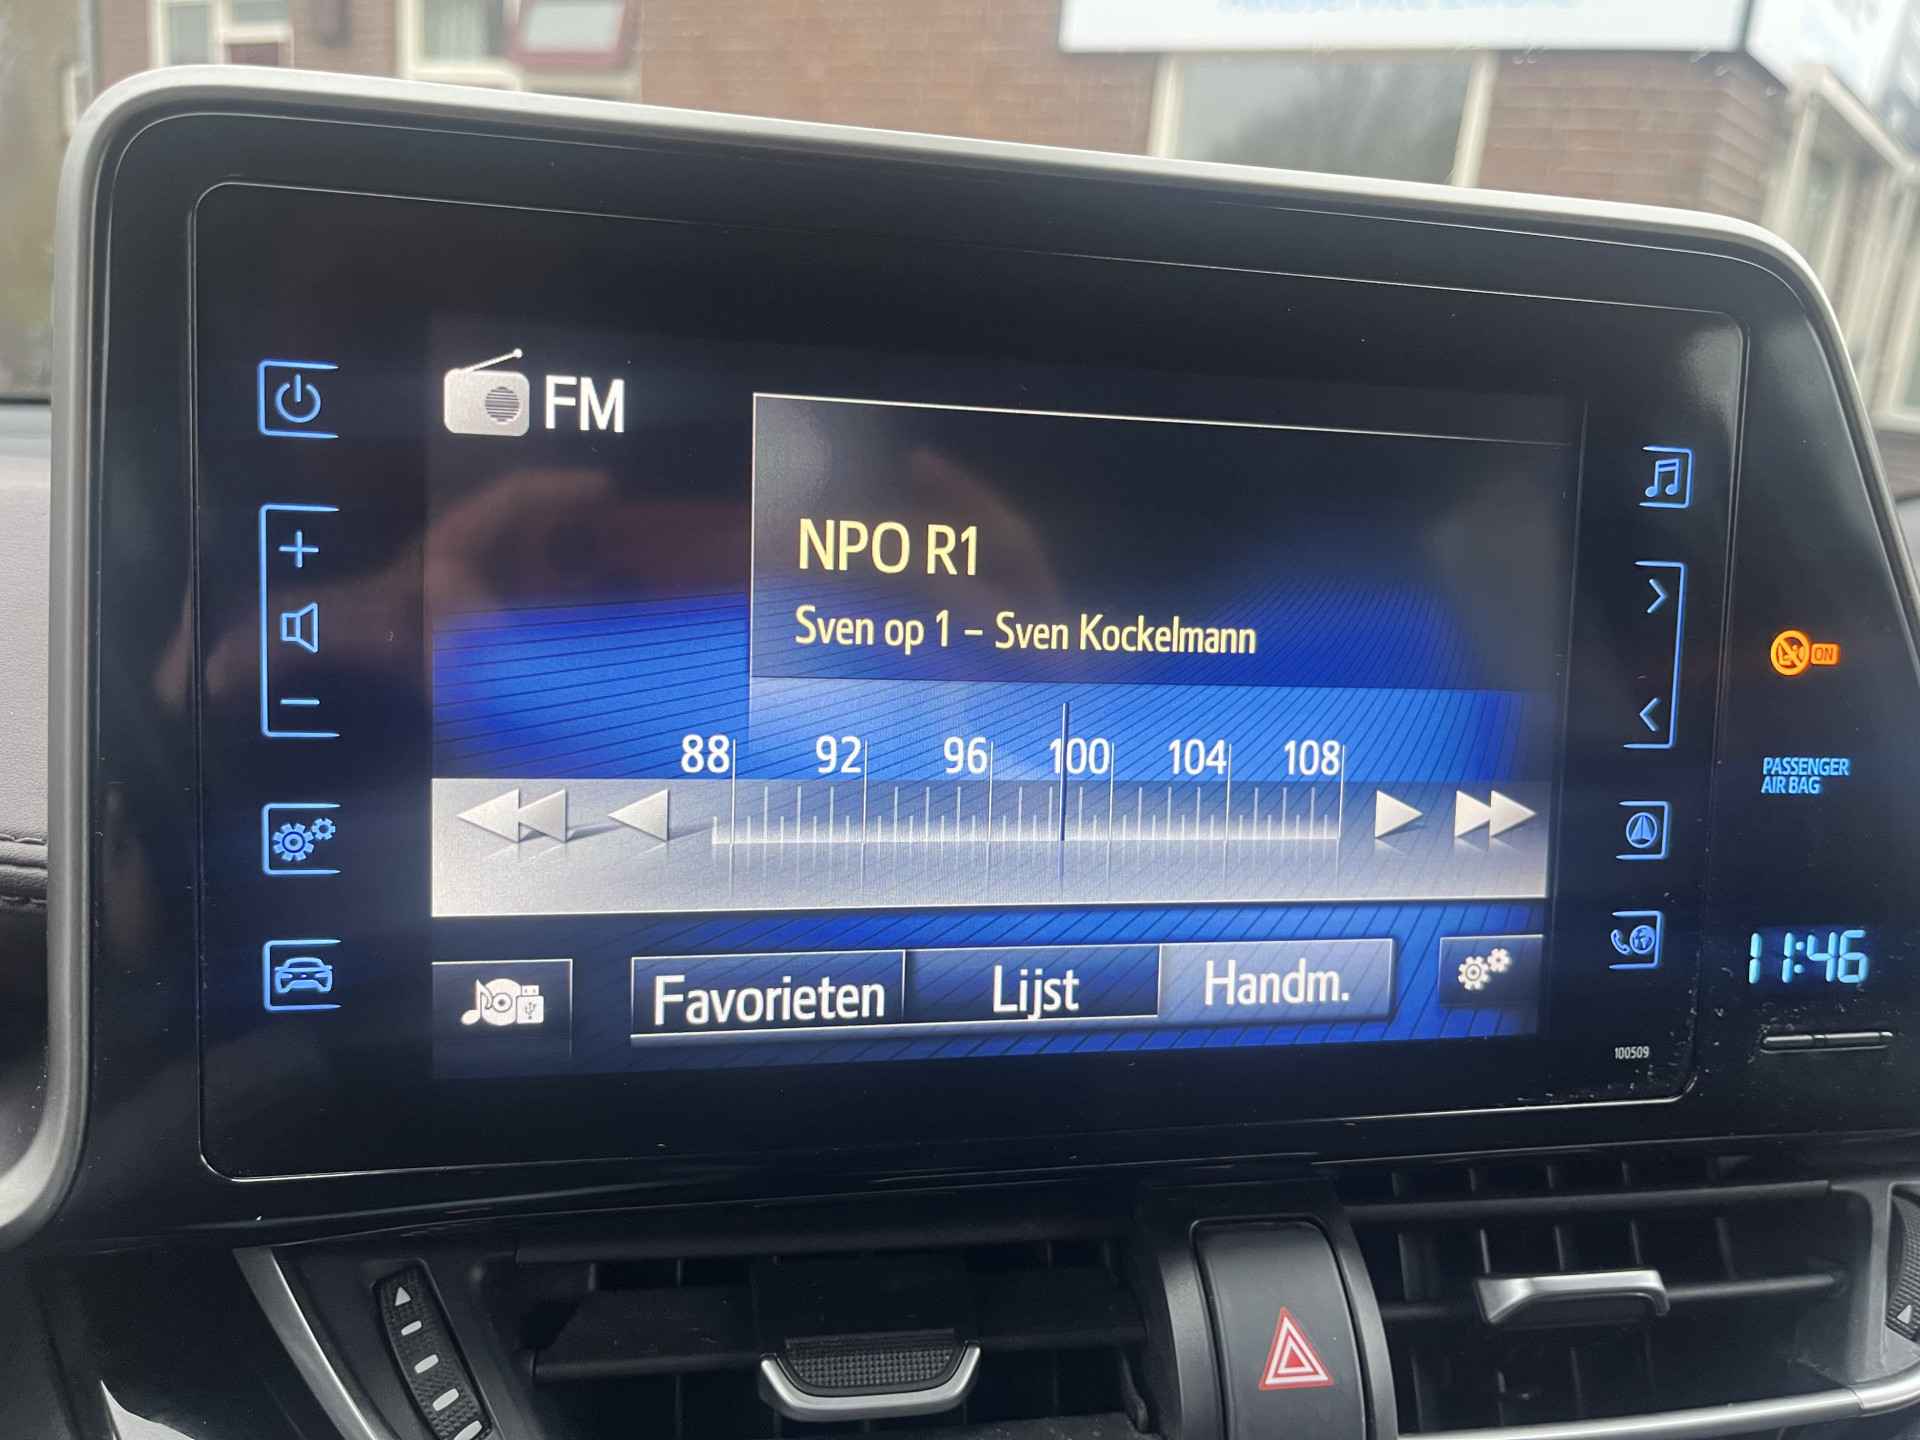 FM
NPO R1
Sven op 1 – Sven Kockelmann
88 92 96 100 104 108
Favorieten Lijst Handm.
ON
PASSENGER
AIR BAG
11:46
100509